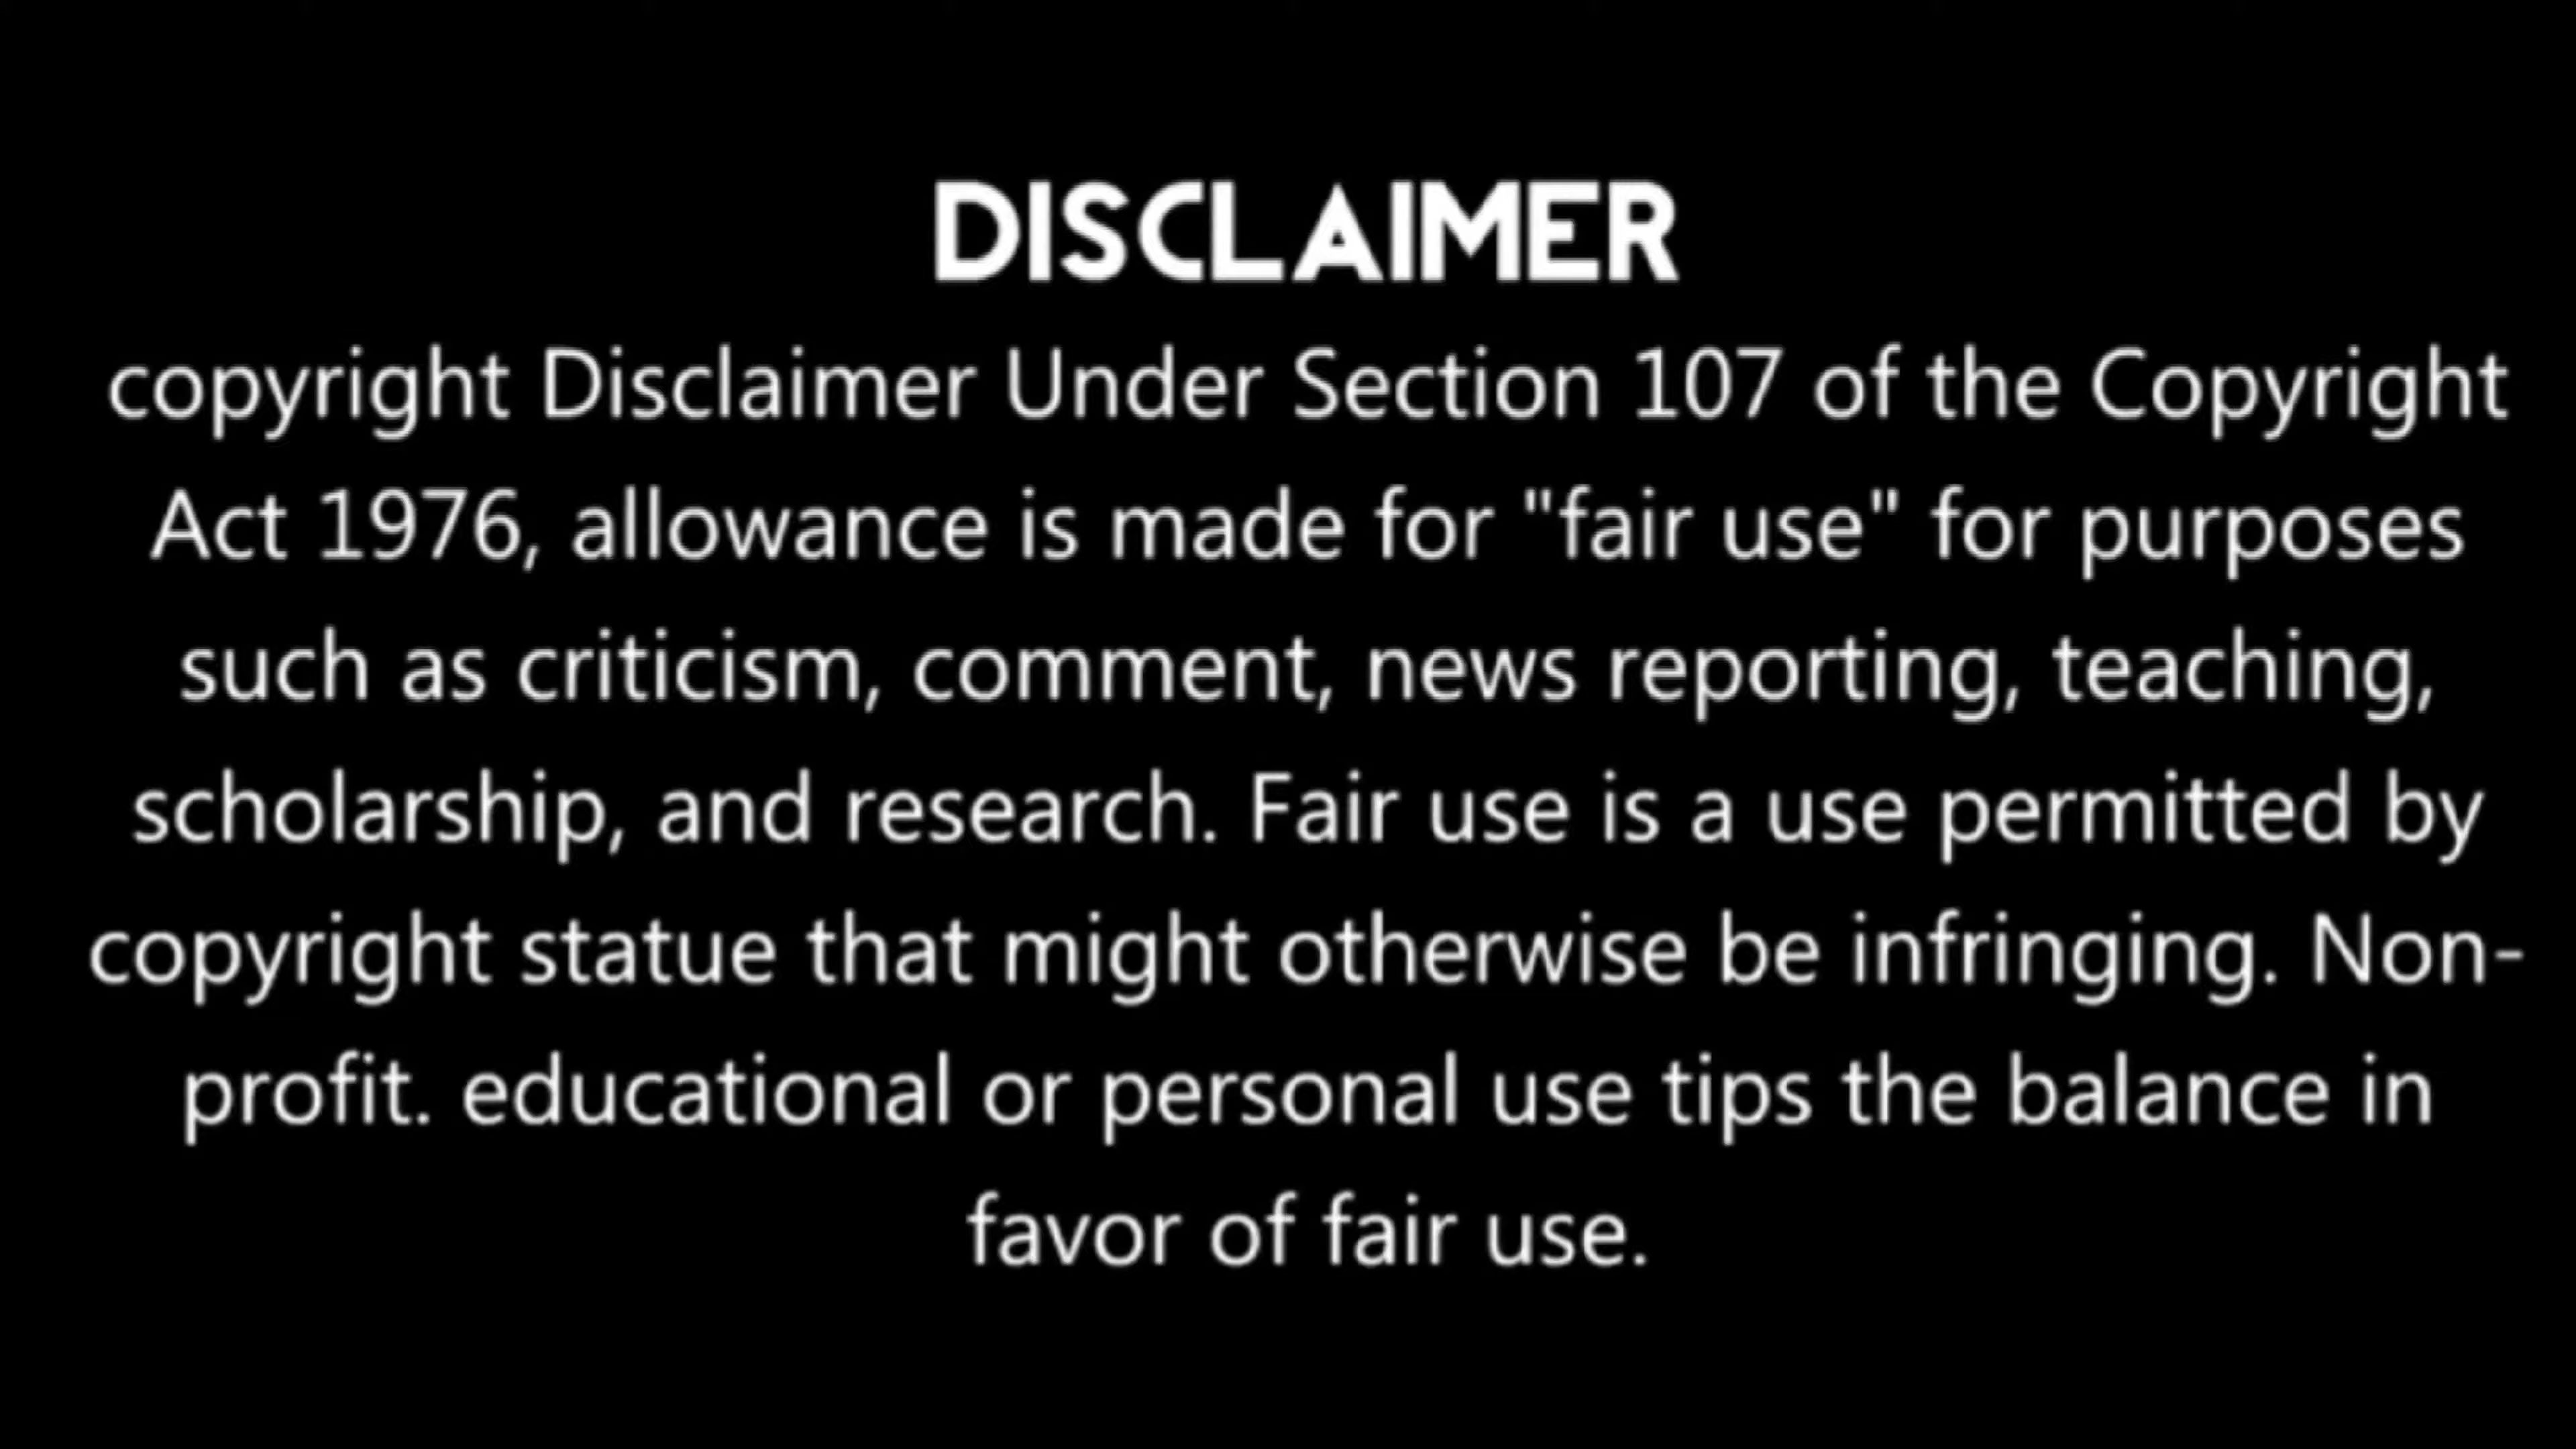 DISCLAIMER
copyright Disclaimer Under Section 107 of the Copyright
Act 1976, allowance is made for "fair use" for purposes
such as criticism, comment, news reporting, teaching,
scholarship, and research. Fair use is a use permitted by
copyright statue that might otherwise be infringing. Non-
profit. educational or personal use tips the balance in
favor of fair use.